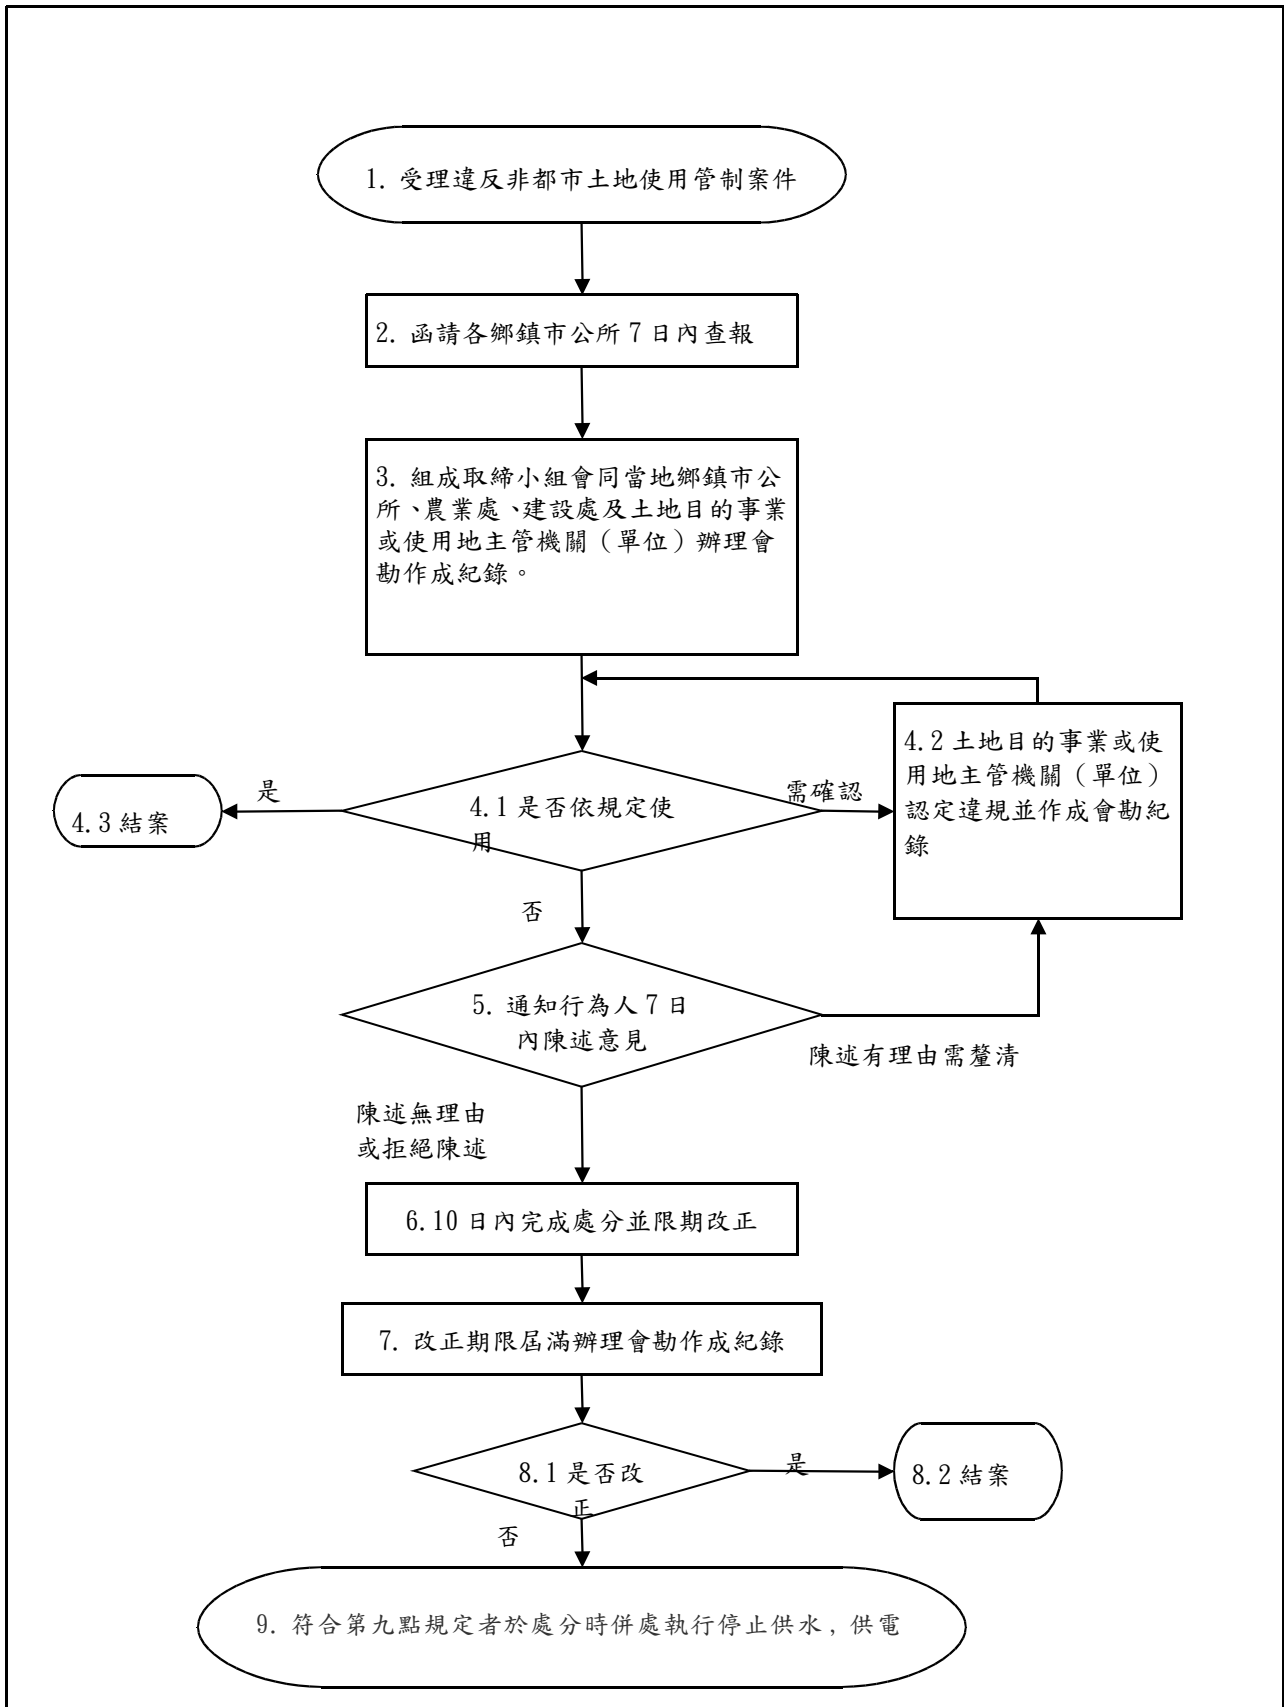 1. 受理違反非都市土地使用管制案件
2. 函請各鄉鎮市公所 7 日內查報
3. 組成取締小組會同當地鄉鎮市公
所、農業處、建設處及土地目的事業
或使用地主管機關（單位）辦理會
勘作成紀錄。
4.1 是否依規定使
用
是
4.3 結案
需確認
4.2 土地目的事業或使
用地主管機關（單位）
認定違規並作成會勘紀
錄
否
5. 通知行為人 7 日
內陳述意見
陳述有理由需釐清
陳述無理由
或拒絕陳述
6.10 日內完成處分並限期改正
7. 改正期限屆滿辦理會勘作成紀錄
8.1 是否改
正
是
8.2 結案
否
9. 符合第九點規定者於處分時併處執行停止供水, 供電